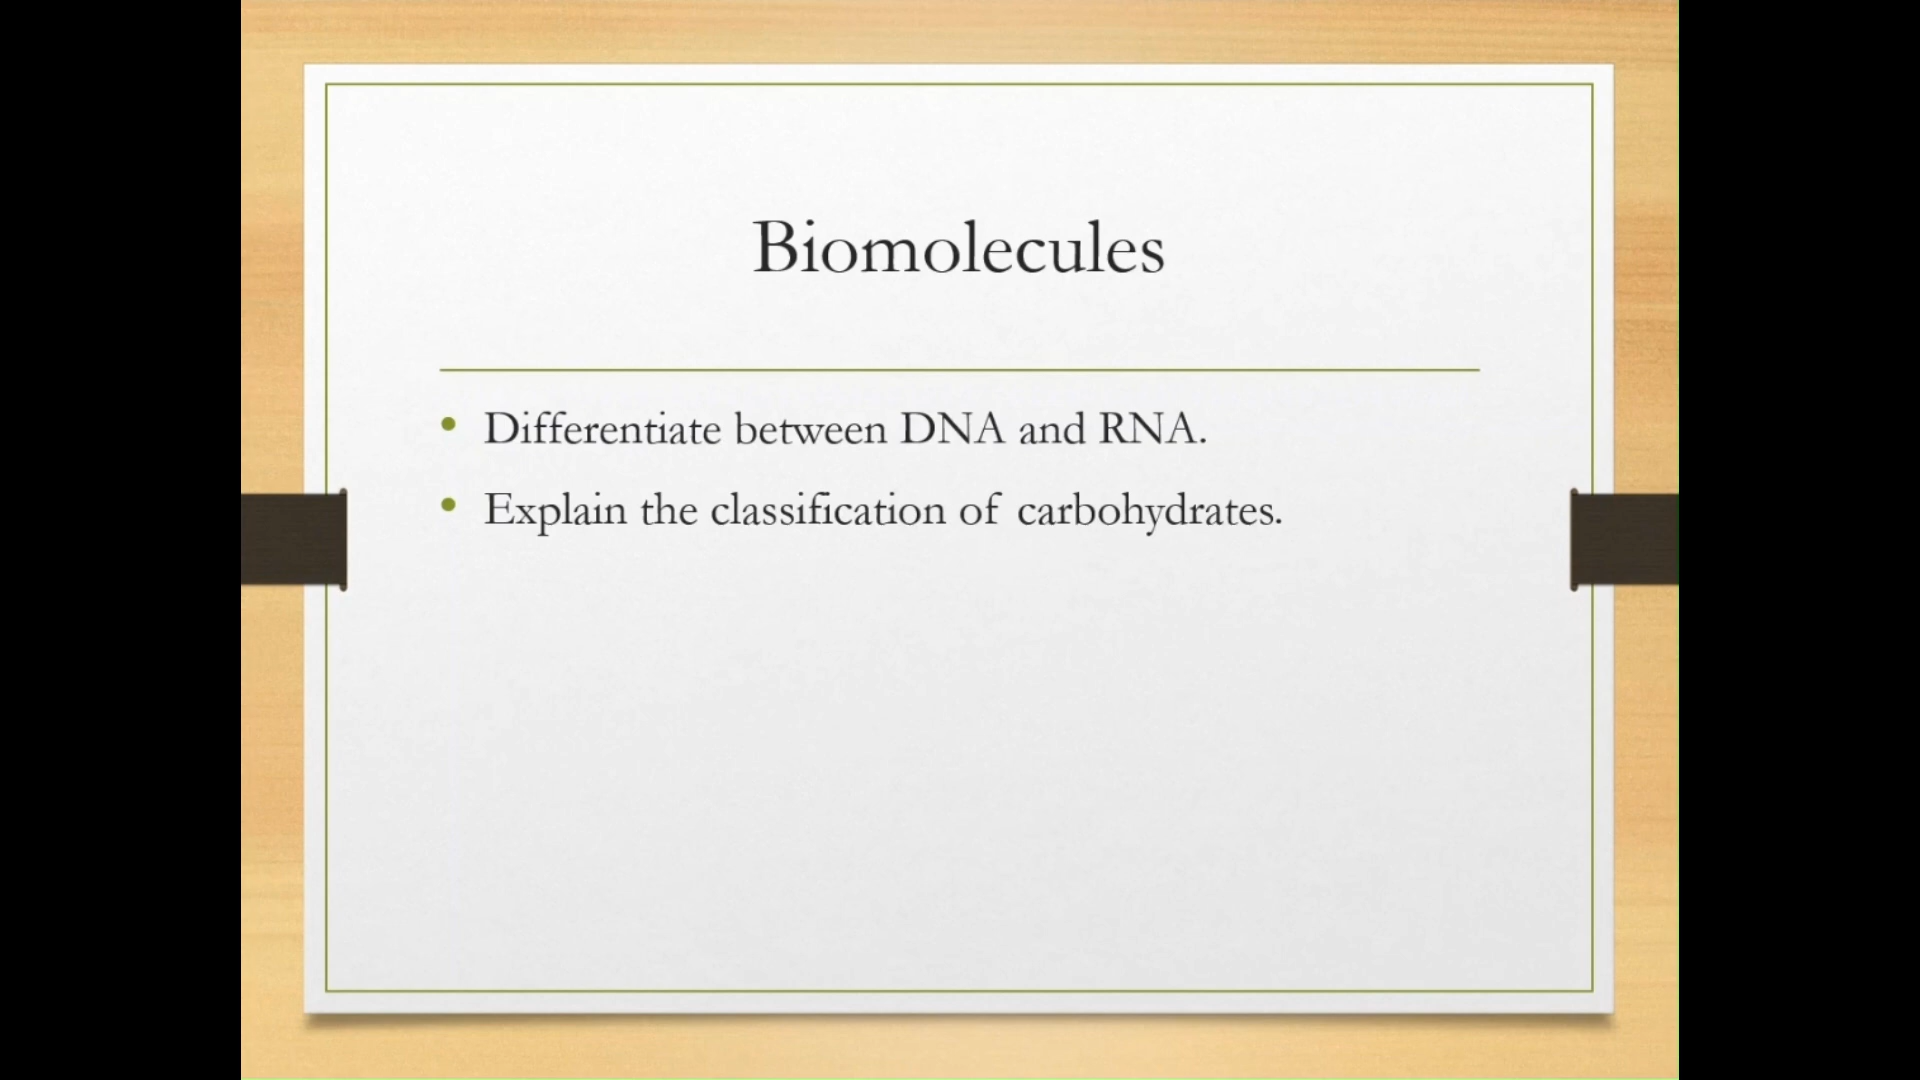 Biomolecules
• Differentiate between DNA and RNA.
• Explain the classification of carbohydrates.